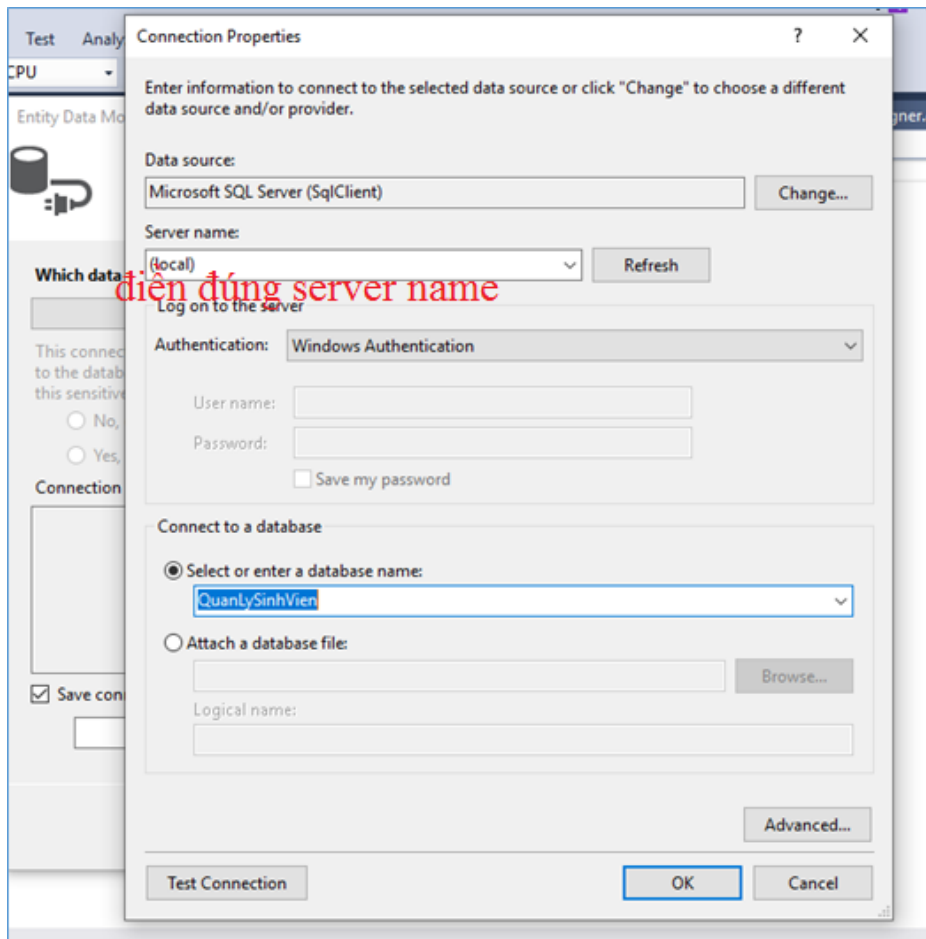 Test Analy
Connection Properties ?
CPU
Enter information to connect to the selected data source or click "Change" to choose a different
data source and/or provider.
Entity Data Mo
gner.
Data source:
Microsoft SQL Server (SqlClient)
Change...
Server name:
(local)
Refresh
Which data
điền đúng server name
Log on to the server
Authentication:
Windows Authentication
This connec
to the datab
this sensitive
User name:
No,
Password:
Yes,
Save my password
Connection
Connect to a database
Select or enter a database name:
QuanLySinhVien
Attach a database file:
Browse...
Save con
Logical name:
Advanced...
Test Connection
OK
Cancel